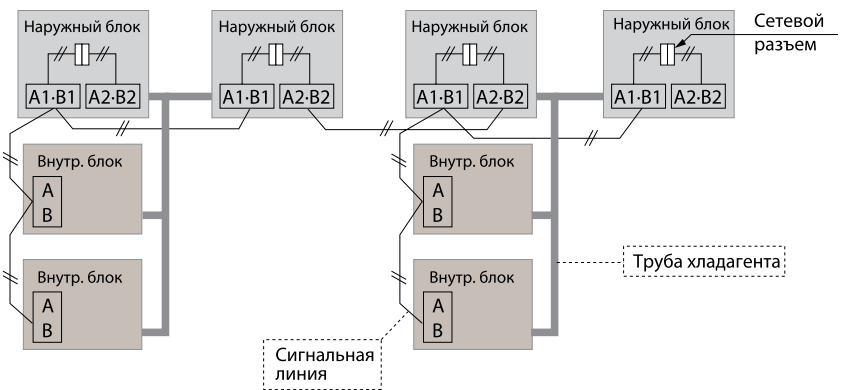 Наружный блок
A1·B1 A2·B2
Наружный блок
A1·B1 A2·B2
Наружный блок
A1·B1 A2·B2
Наружный блок
A1·B1 A2·B2
Сетевой
разъем
Внутр. блок
A
B
Внутр. блок
A
B
Внутр. блок
A
B
Внутр. блок
A
B
Труба хладагента
Сигнальная
линия